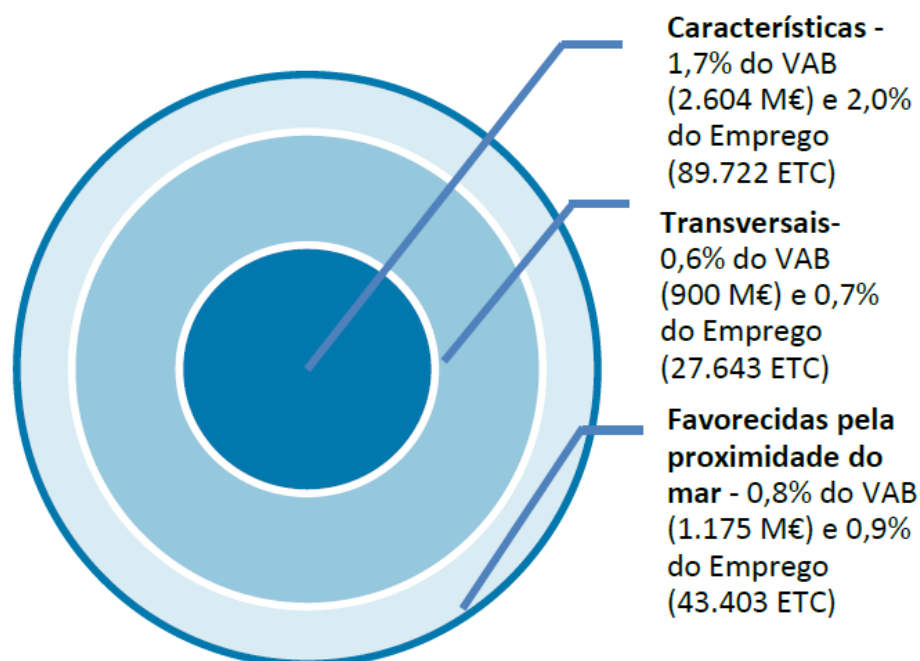 Características -
1,7% do VAB
(2.604 M€) e 2,0%
do Emprego
(89.722 ETC)
Transversais-
0,6% do VAB
(900 M€) e 0,7%
do Emprego
(27.643 ETC)
Favorecidas pela
proximidade do
mar - 0,8% do VAB
(1.175 M€) e 0,9%
do Emprego
(43.403 ETC)